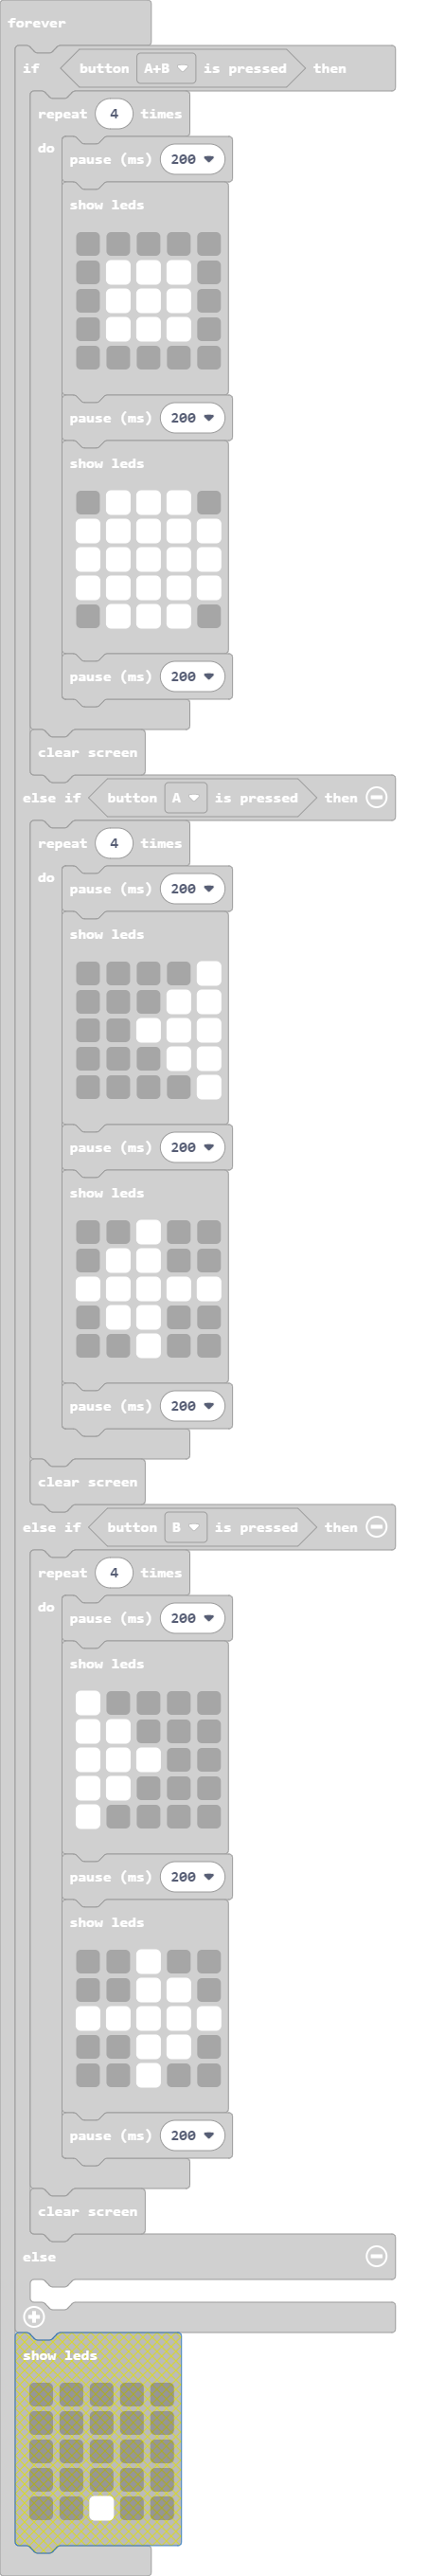 forever
if button A+B is pressed then
repeat 4 times
do
pause (ms) 200
show leds
pause (ms) 200
show leds
pause (ms) 200
clear screen
else if button A is pressed then
repeat 4 times
do
pause (ms) 200
show leds
pause (ms) 200
show leds
pause (ms) 200
clear screen
else if button B is pressed then
repeat 4 times
do
pause (ms) 200
show leds
pause (ms) 200
show leds
pause (ms) 200
clear screen
else
show leds